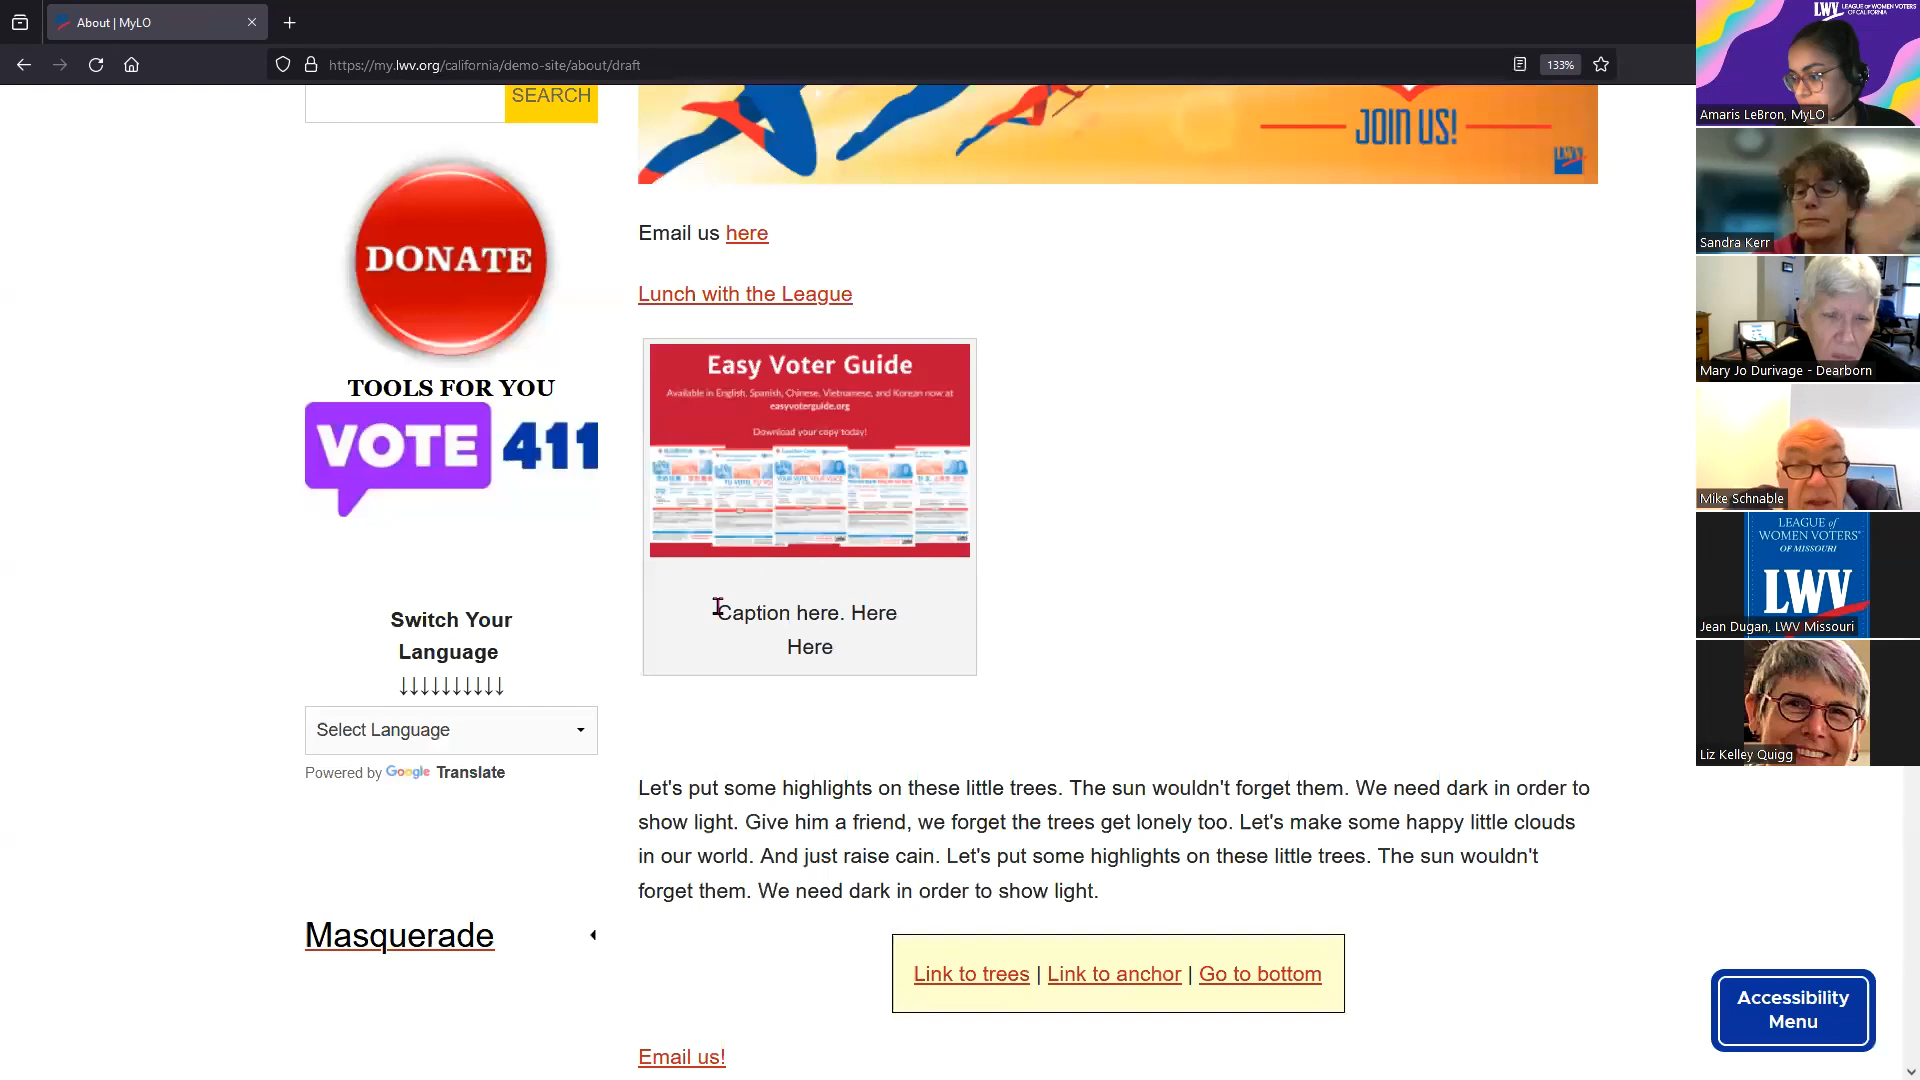 About | MyLO
https://my.lwv.org/california/demo-site/about/draft
133%
SEARCH
JOIN US!
LWV
DONATE
TOOLS FOR YOU
VOTE 411
Switch Your
Language
↓↓↓↓↓↓↓↓↓↓
Select Language
Powered by Google Translate
Masquerade
Email us here
Lunch with the League
Easy Voter Guide
Available in English, Spanish, Chinese, Vietnamese, and Korean now at
easyvoterguide.org
Download your copy today!
Caption here. Here
Here
Let's put some highlights on these little trees. The sun wouldn't forget them. We need dark in order to
show light. Give him a friend, we forget the trees get lonely too. Let's make some happy little clouds
in our world. And just raise cain. Let's put some highlights on these little trees. The sun wouldn't
forget them. We need dark in order to show light.
Link to trees | Link to anchor | Go to bottom
Email us!
LWV LEAGUE OF WOMEN VOTERS
OF CALIFORNIA
Amaris LeBron, MyLO
Sandra Kerr
Mary Jo Durivage - Dearborn
Mike Schnable
LEAGUE of
WOMEN VOTERS
OF MISSOURI
LWV
Jean Dugan, LWV Missouri
Liz Kelley Quigg
Accessibility
Menu